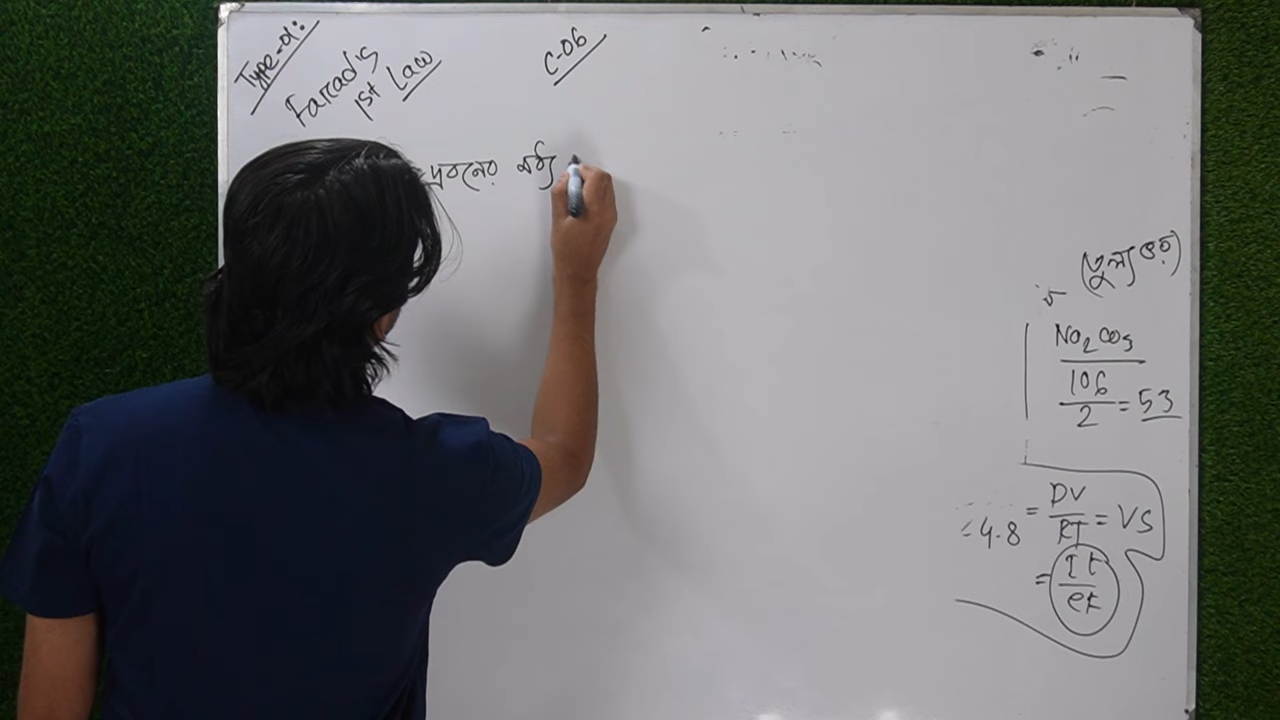 Type-01:
Farad's
1st Law
C-06
দ্রবনের মধ্য
(তুল্য ভর)
Na2CO3
106
2 = 53
= 4.8 = PV
RT = VS
= It
eF